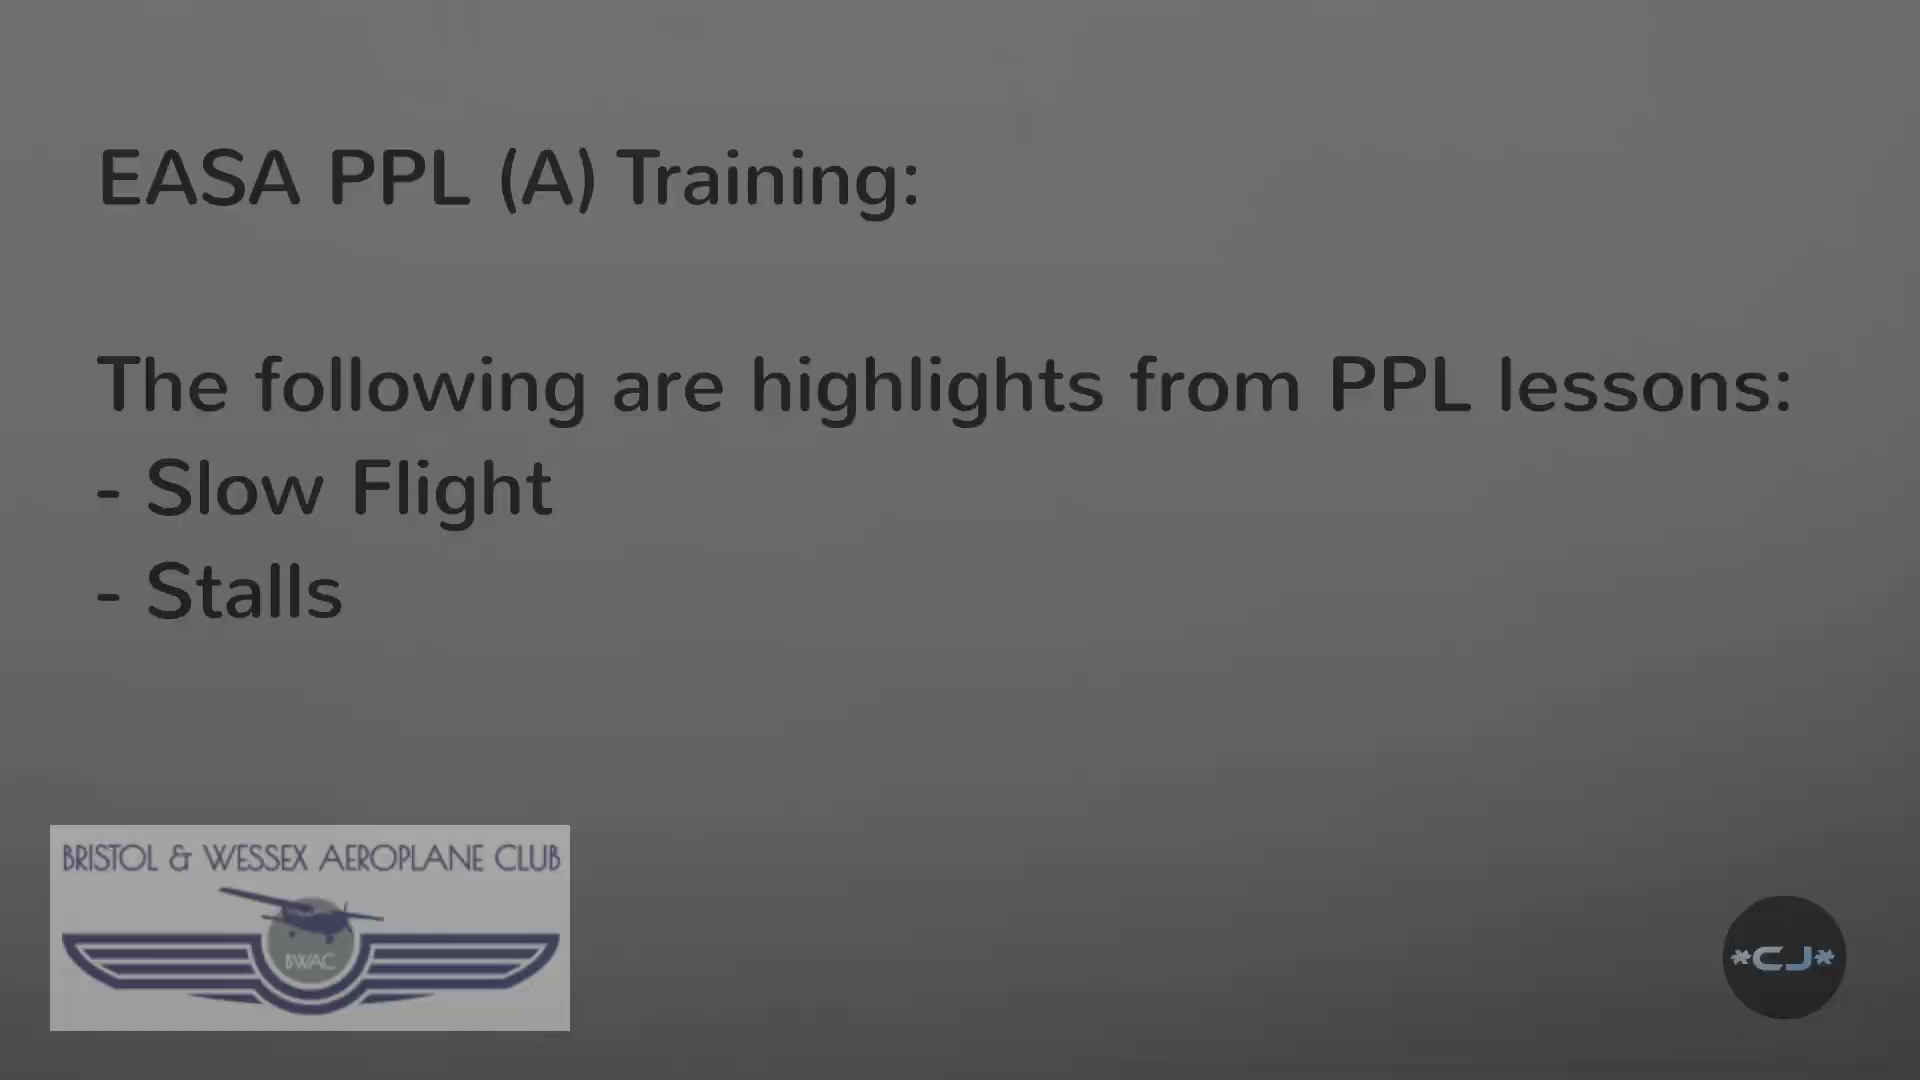 EASA PPL (A) Training:
The following are highlights from PPL lessons:
- Slow Flight
- Stalls
BRISTOL & WESSEX AEROPLANE CLUB
BWAC
*CJ*